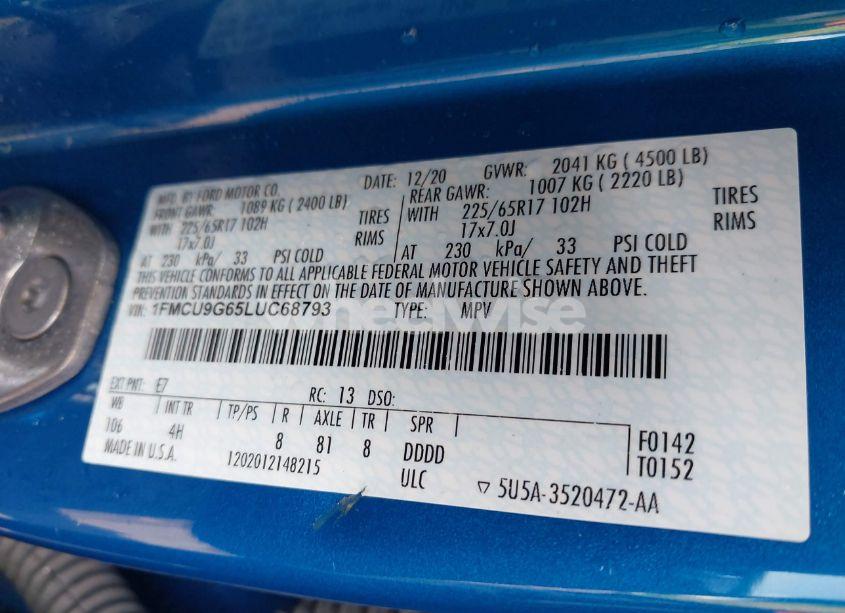 MFD. BY FORD MOTOR CO.
DATE: 12/20 GVWR: 2041 KG ( 4500 LB)
FRONT GAWR: 1089 KG ( 2400 LB)
REAR GAWR: 1007 KG ( 2220 LB)
WITH 225/65R17 102H TIRES
WITH 225/65R17 102H TIRES
17x7.0J RIMS
17x7.0J RIMS
AT 230 kPa/ 33 PSI COLD
AT 230 kPa/ 33 PSI COLD
THIS VEHICLE CONFORMS TO ALL APPLICABLE FEDERAL MOTOR VEHICLE SAFETY AND THEFT
PREVENTION STANDARDS IN EFFECT ON THE DATE OF MANUFACTURE SHOWN ABOVE.
VIN: 1FMCU9G65LUC68793 TYPE: MPV
EXT PNT: E7 RC: 13 DSO:
WB INT TR TP/PS R AXLE TR SPR
106 4H 8 81 8 DDDD
F0142
T0152
MADE IN U.S.A. 1202012148215 ULC
▽ 5U5A-3520472-AA